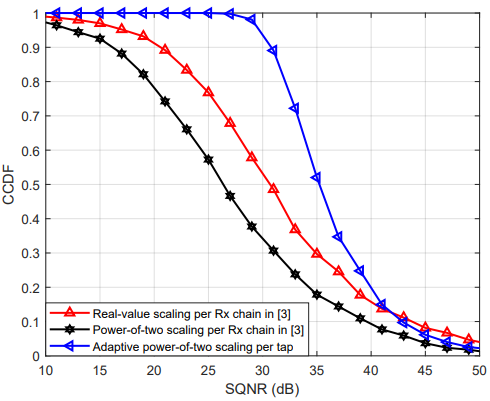 1
0.9
0.8
0.7
0.6
0.5
0.4
0.3
0.2
0.1
0
CCDF
Real-value scaling per Rx chain in [3]
Power-of-two scaling per Rx chain in [3]
Adaptive power-of-two scaling per tap
10 15 20 25 30 35 40 45 50
SQNR (dB)